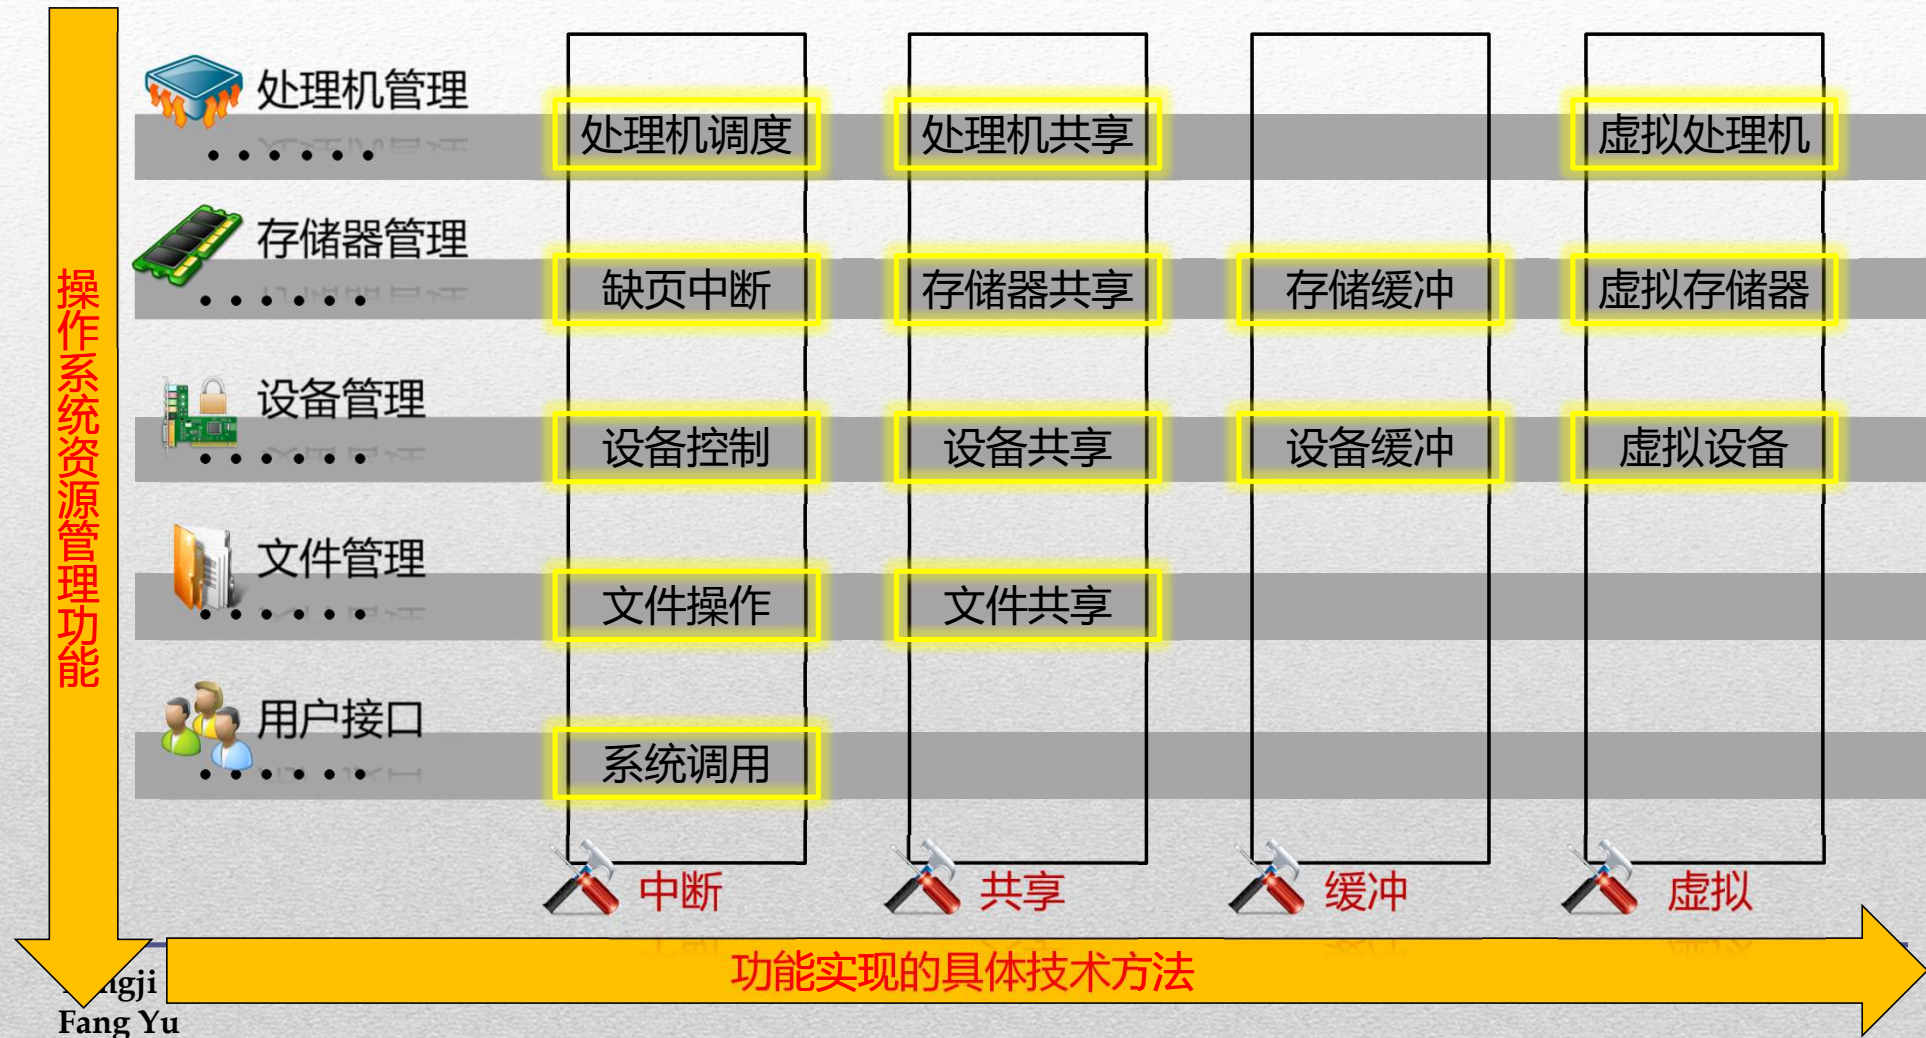 处理机管理
处理机调度
处理机共享
虚拟处理机
存储器管理
缺页中断
存储器共享
存储缓冲
虚拟存储器
设备管理
设备控制
设备共享
设备缓冲
虚拟设备
文件管理
文件操作
文件共享
用户接口
系统调用
中断
共享
缓冲
虚拟
操作系统资源管理功能
功能实现的具体技术方法
Fang Yu